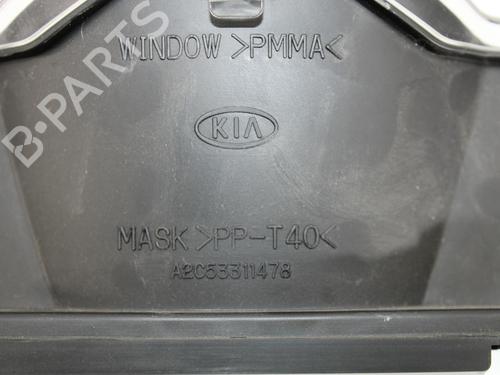 WINDOW >PMMA<
KIA
MASK >PP-T40<
A2C53311478
B-PARTS